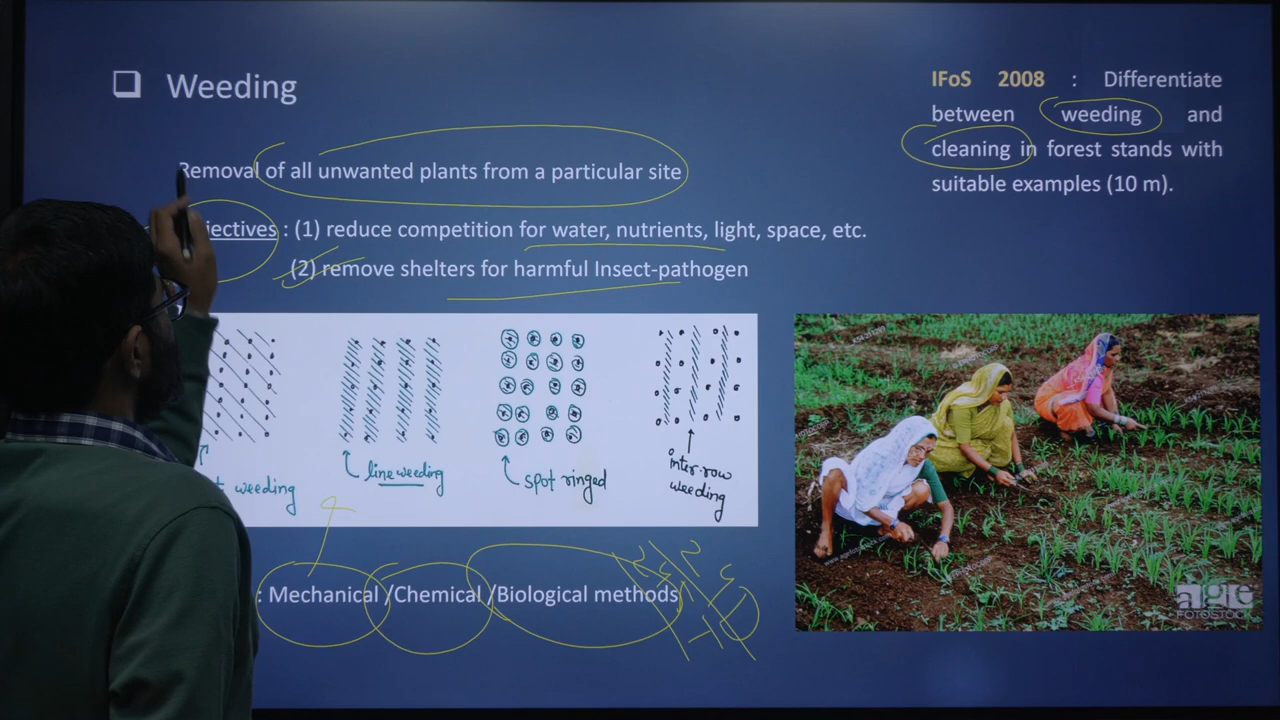 Weeding
Removal of all unwanted plants from a particular site
jectives : (1) reduce competition for water, nutrients, light, space, etc.
(2) remove shelters for harmful Insect-pathogen
IFoS 2008 : Differentiate
between weeding and
cleaning in forest stands with
suitable examples (10 m).
t weeding
line weeding
spot ringed
inter-row
weeding
: Mechanical /Chemical /Biological methods
agefotostock